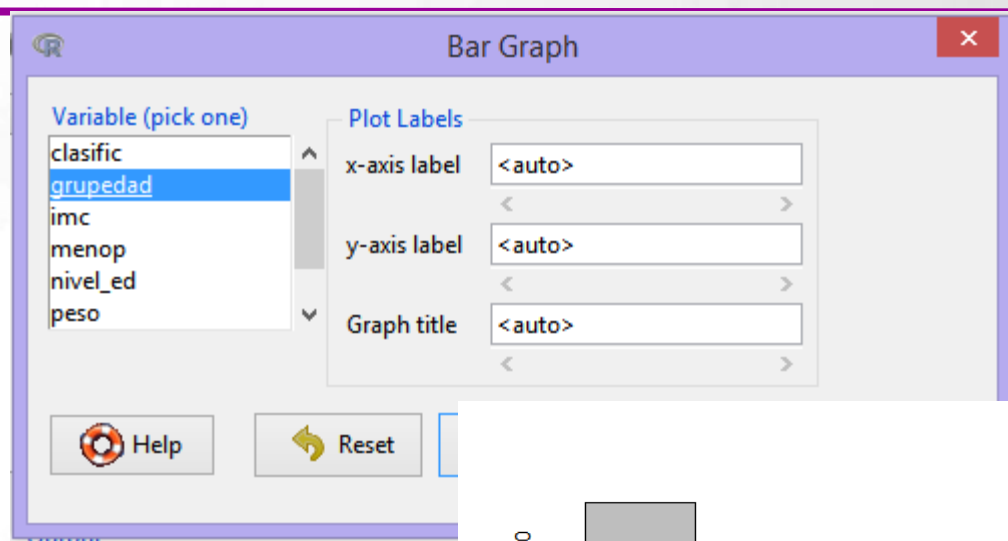 Bar Graph
Variable (pick one)
clasific
grupedad
imc
menop
nivel_ed
peso
Plot Labels
x-axis label <auto>
y-axis label <auto>
Graph title <auto>
Help
Reset